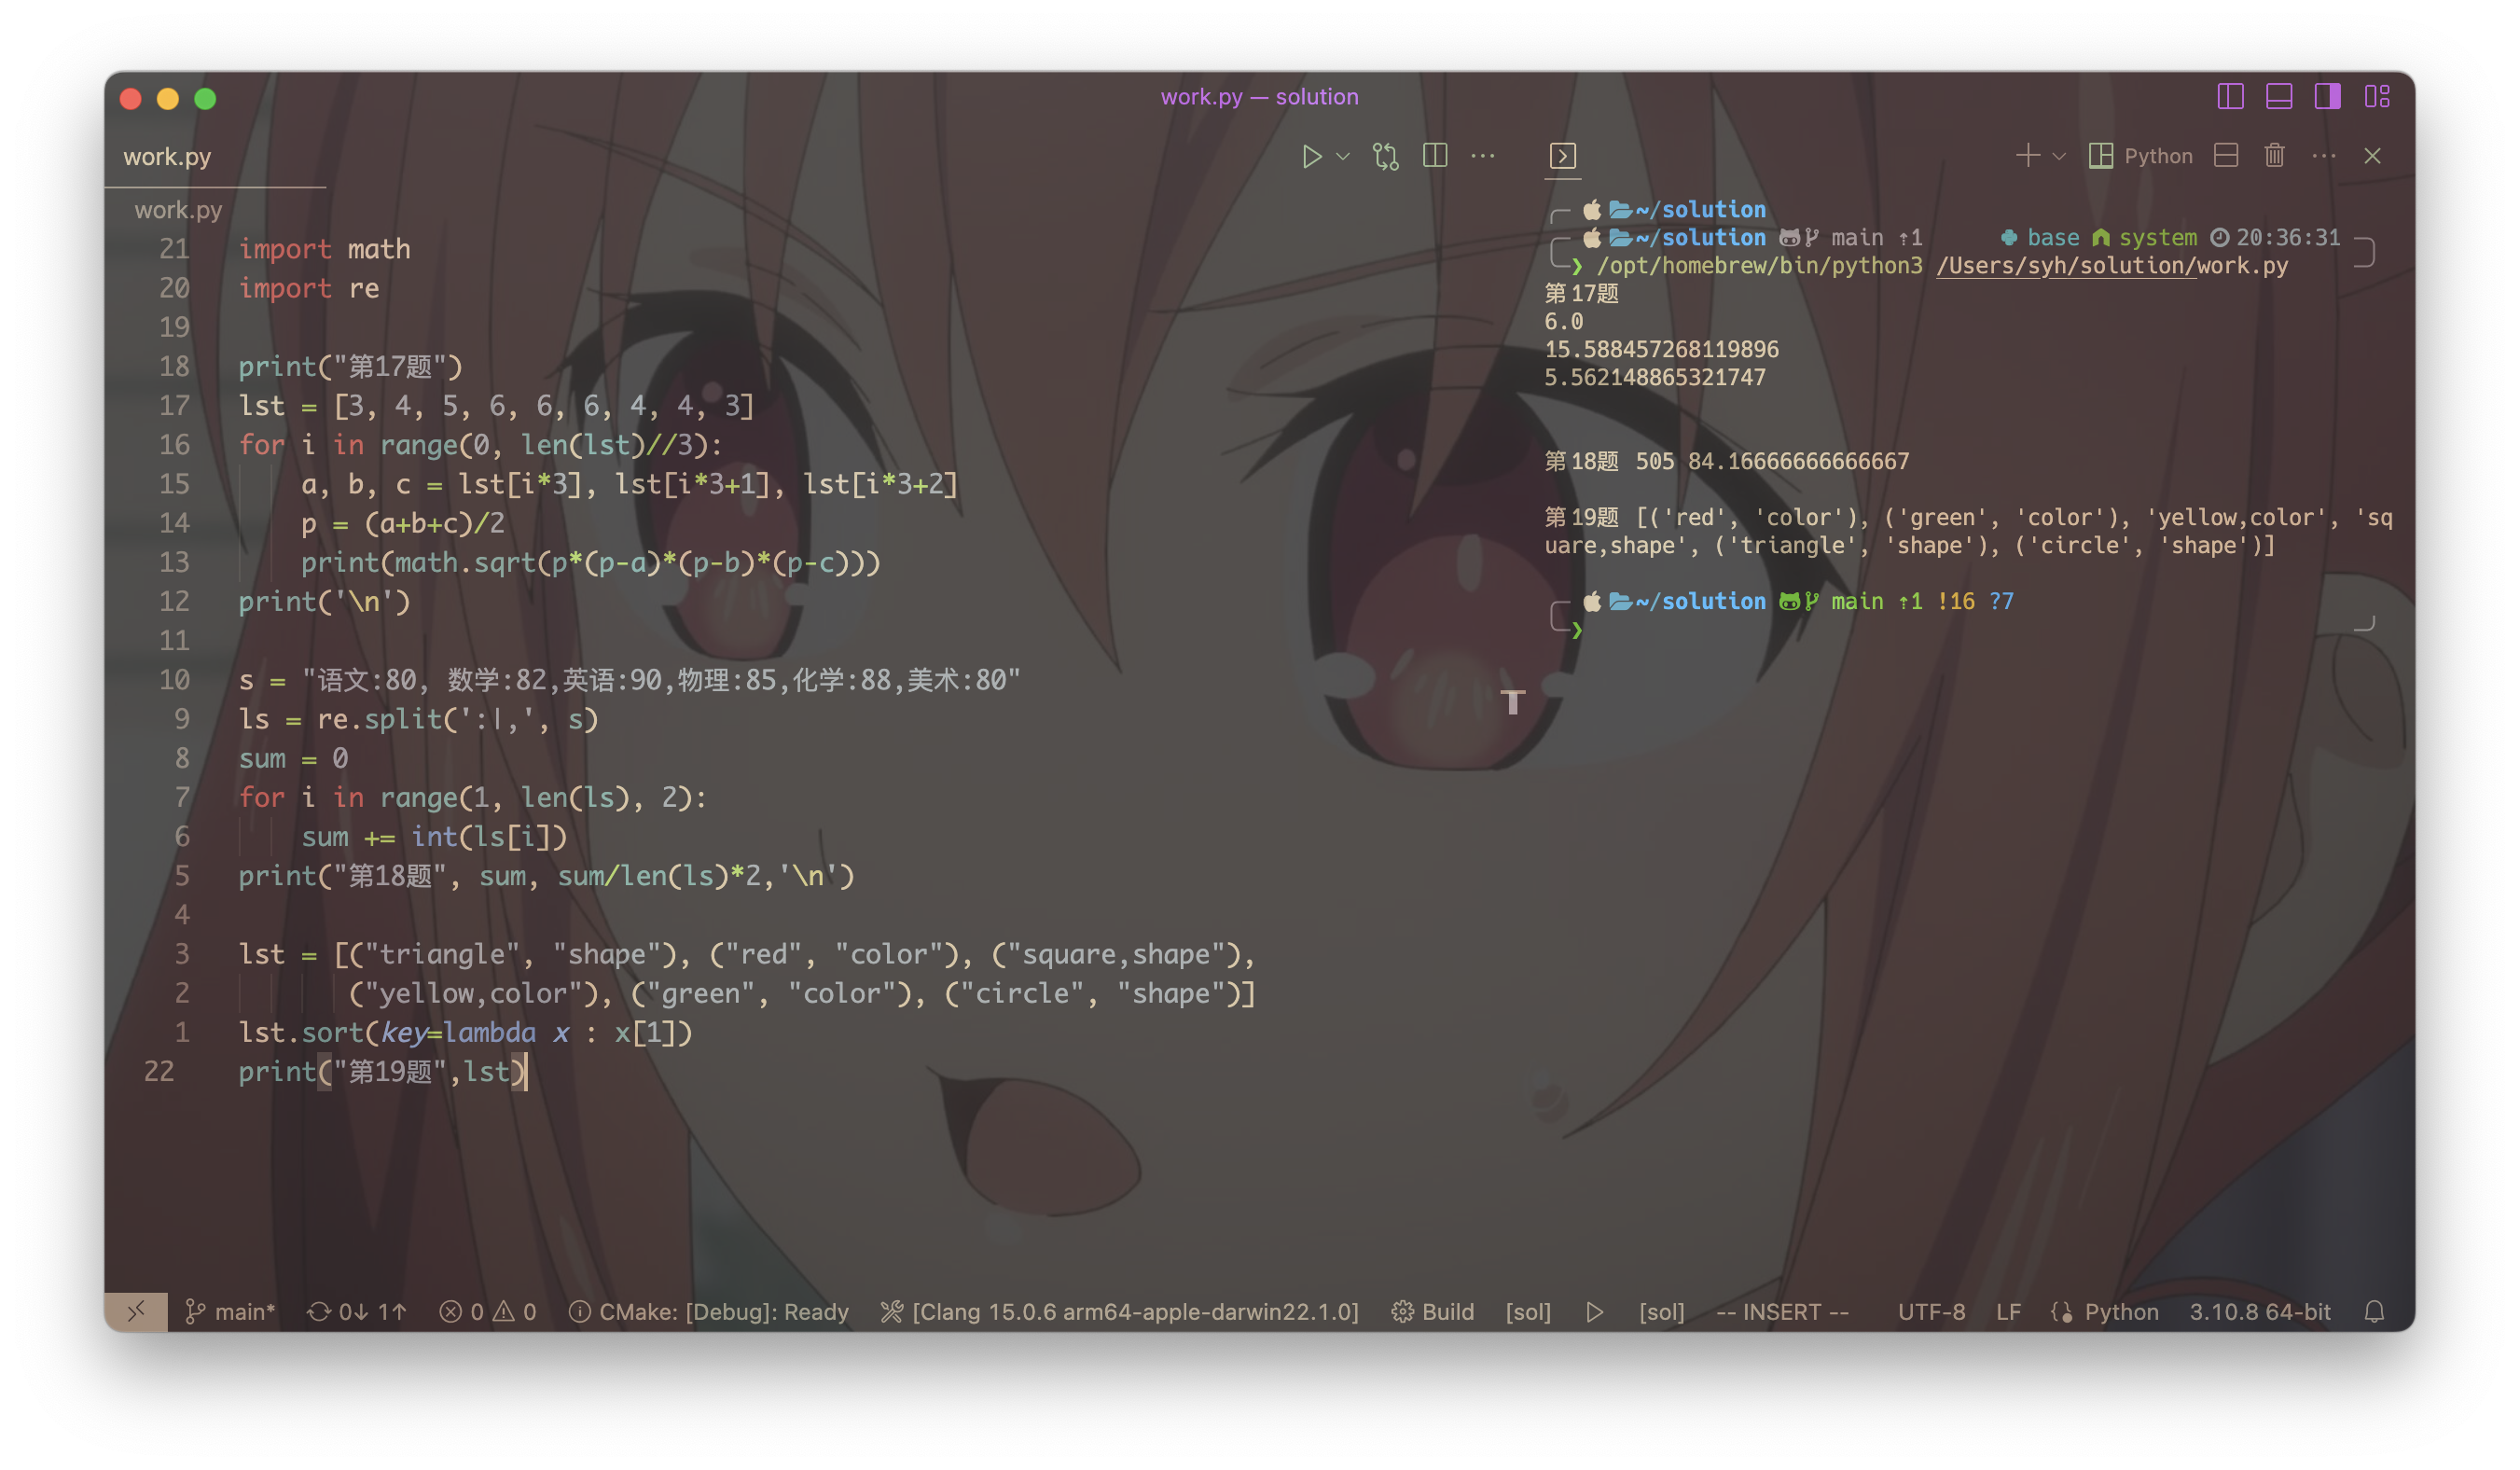 work.py — solution
work.py
Python
work.py
21 import math
20 import re
19
18 print("第17题")
17 lst = [3, 4, 5, 6, 6, 6, 4, 4, 3]
16 for i in range(0, len(lst)//3):
15 a, b, c = lst[i*3], lst[i*3+1], lst[i*3+2]
14 p = (a+b+c)/2
13 print(math.sqrt(p*(p-a)*(p-b)*(p-c)))
12 print('\n')
11
10 s = "语文:80, 数学:82,英语:90,物理:85,化学:88,美术:80"
9 ls = re.split(':|,', s)
8 sum = 0
7 for i in range(1, len(ls), 2):
6 sum += int(ls[i])
5 print("第18题", sum, sum/len(ls)*2,'\n')
4
3 lst = [("triangle", "shape"), ("red", "color"), ("square,shape"),
2 ("yellow,color"), ("green", "color"), ("circle", "shape")]
1 lst.sort(key=lambda x : x[1])
22 print("第19题",lst)
~/solution
~/solution main ⇡1 base system 20:36:31
❯ /opt/homebrew/bin/python3 /Users/syh/solution/work.py
第17题
6.0
15.588457268119896
5.562148865321747
第18题 505 84.16666666666667
第19题 [('red', 'color'), ('green', 'color'), 'yellow,color', 'sq
uare,shape', ('triangle', 'shape'), ('circle', 'shape')]
~/solution main ⇡1 !16 ?7
❯
main* 0↓ 1↑ 0 0 CMake: [Debug]: Ready [Clang 15.0.6 arm64-apple-darwin22.1.0] Build [sol] [sol] -- INSERT -- UTF-8 LF Python 3.10.8 64-bit